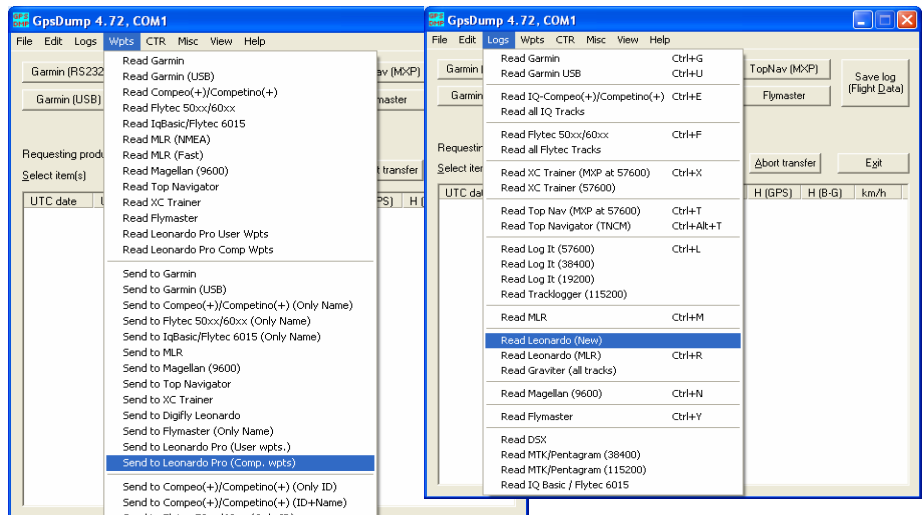 GpsDump 4.72, COM1
File Edit Logs Wpts CTR Misc View Help
Garmin (RS232
av (MXP)
Garmin (USB)
master
Requesting produ
t transfer
Select item(s)
UTC date
PS)
Read Garmin
Read Garmin (USB)
Read Compeo(+)/Competino(+)
Read Flytec 50xx/60xx
Read IqBasic/Flytec 6015
Read MLR (NMEA)
Read MLR (Fast)
Read Magellan (9600)
Read Top Navigator
Read XC Trainer
Read Flymaster
Read Leonardo Pro User Wpts
Read Leonardo Pro Comp Wpts
Send to Garmin
Send to Garmin (USB)
Send to Compeo(+)/Competino(+) (Only Name)
Send to Flytec 50xx/60xx (Only Name)
Send to IqBasic/Flytec 6015 (Only Name)
Send to MLR
Send to Magellan (9600)
Send to Top Navigator
Send to XC Trainer
Send to Digifly Leonardo
Send to Flymaster (Only Name)
Send to Leonardo Pro (User wpts.)
Send to Leonardo Pro (Comp. wpts)
Send to Compeo(+)/Competino(+) (Only ID)
Send to Compeo(+)/Competino(+) (ID+Name)
GpsDump 4.72, COM1
File Edit Logs Wpts CTR Misc View Help
Garmin
TopNav (MXP)
Save log
(Flight Data)
Garmin
Flymaster
Requestin
Select iter
Abort transfer
Exit
UTC dat
H (GPS) H (B-G) km/h
Read Garmin Ctrl+G
Read Garmin USB Ctrl+U
Read IQ-Compeo(+)/Competino(+) Ctrl+E
Read all IQ Tracks
Read Flytec 50xx/60xx Ctrl+F
Read all Flytec Tracks
Read XC Trainer (MXP at 57600) Ctrl+X
Read XC Trainer (57600)
Read Top Nav (MXP at 57600) Ctrl+T
Read Top Navigator (TNCM) Ctrl+Alt+T
Read Log It (57600) Ctrl+L
Read Log It (38400)
Read Log It (19200)
Read Tracklogger (115200)
Read MLR Ctrl+M
Read Leonardo (New)
Read Leonardo (MLR) Ctrl+R
Read Graviter (all tracks)
Read Magellan (9600) Ctrl+N
Read Flymaster Ctrl+Y
Read DSX
Read MTK/Pentagram (38400)
Read MTK/Pentagram (115200)
Read IQ Basic / Flytec 6015